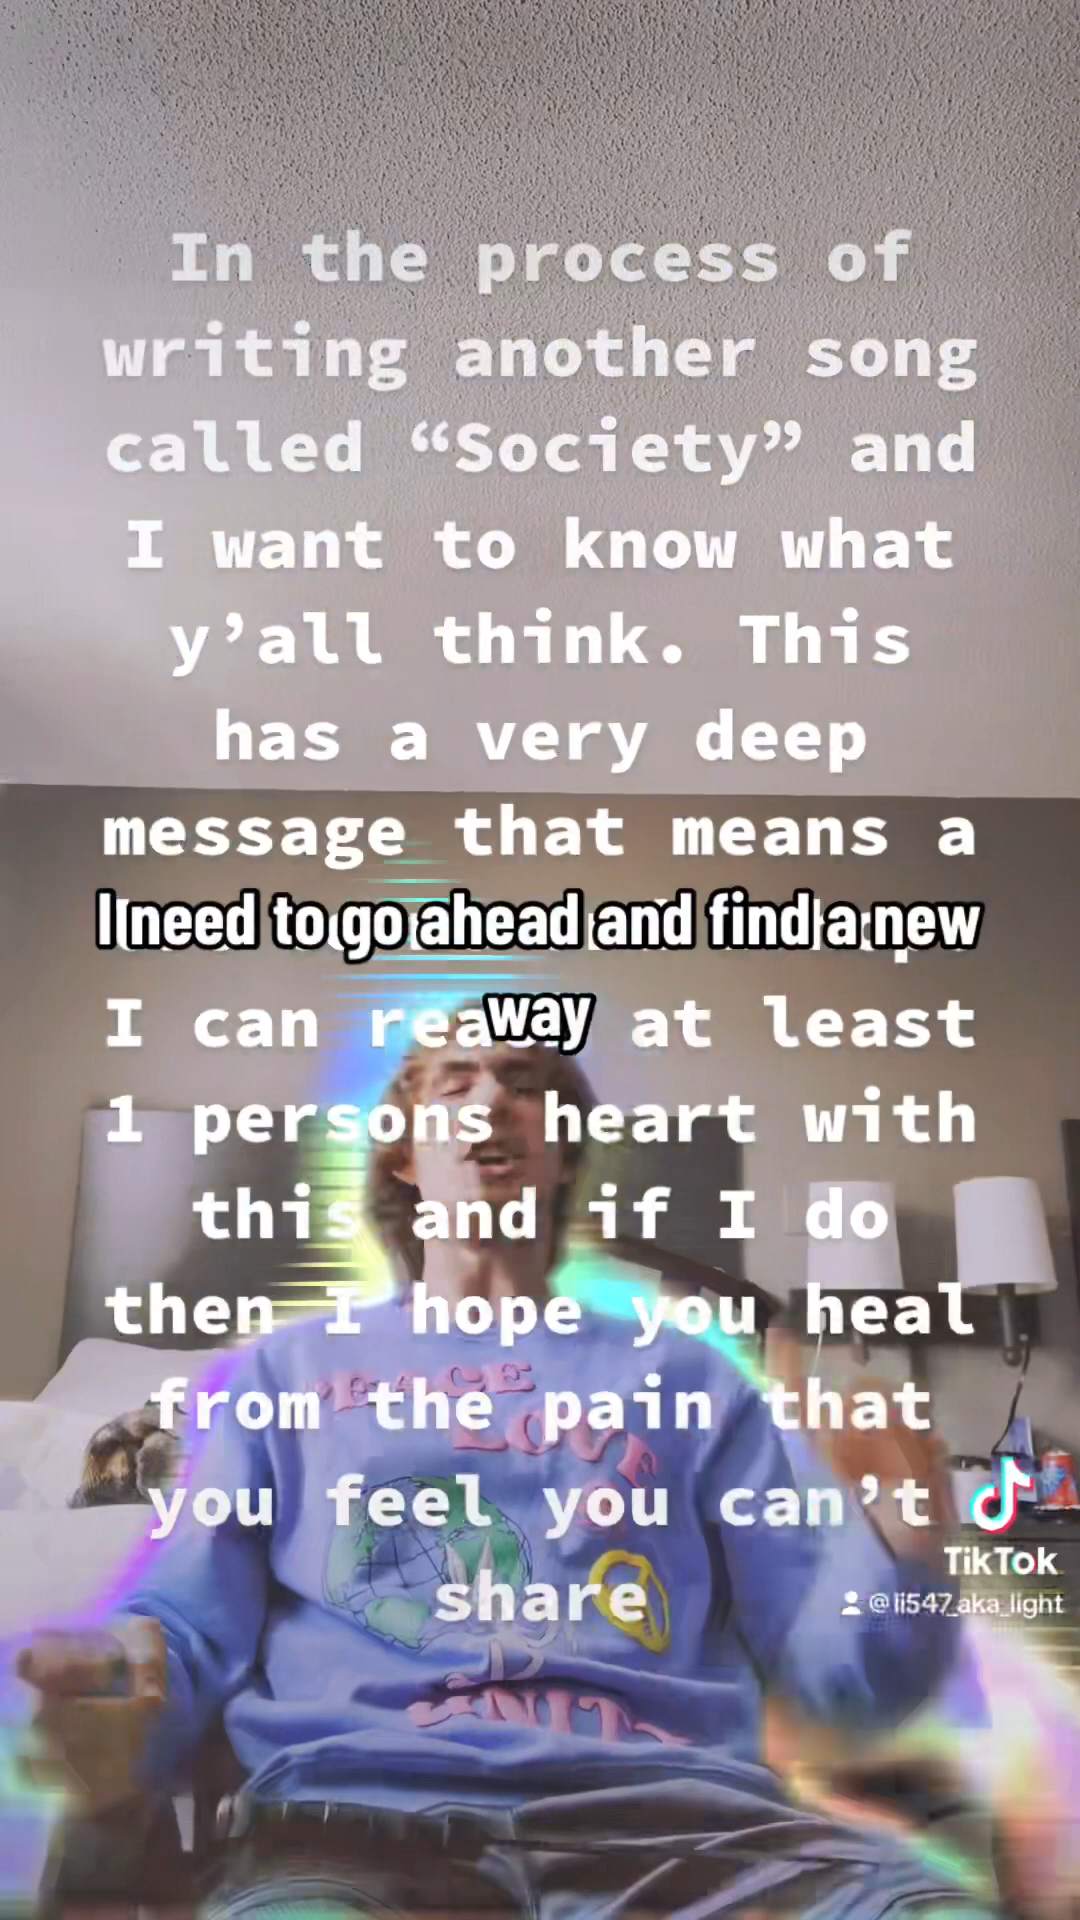 In the process of
writing another song
called “Society” and
I want to know what
y’all think. This
has a very deep
message that means a
I need to go ahead and find a new
way
I can at least
1 persons heart with
this and if I do
then I hope you heal
from the pain that
you feel you can’t
share
PEACE
LOVE
UNITY
TikTok
@li547_aka_light